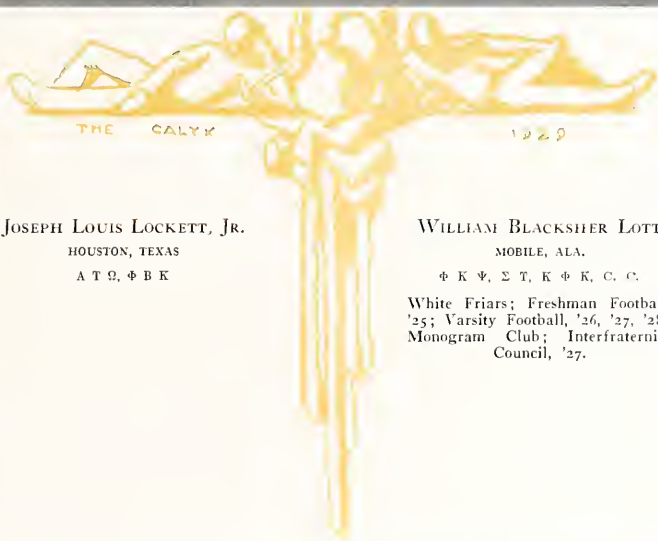 THE CALYX
1929
JOSEPH LOUIS LOCKETT, JR.
HOUSTON, TEXAS
Α Τ Ω, Φ Β Κ
WILLIAM BLACKSHER LOTT
MOBILE, ALA.
Φ Κ Ψ, Σ Τ, Κ Φ Κ, C. C.
White Friars; Freshman Footba
'25; Varsity Football, '26, '27, '28
Monogram Club; Interfraterni
Council, '27.